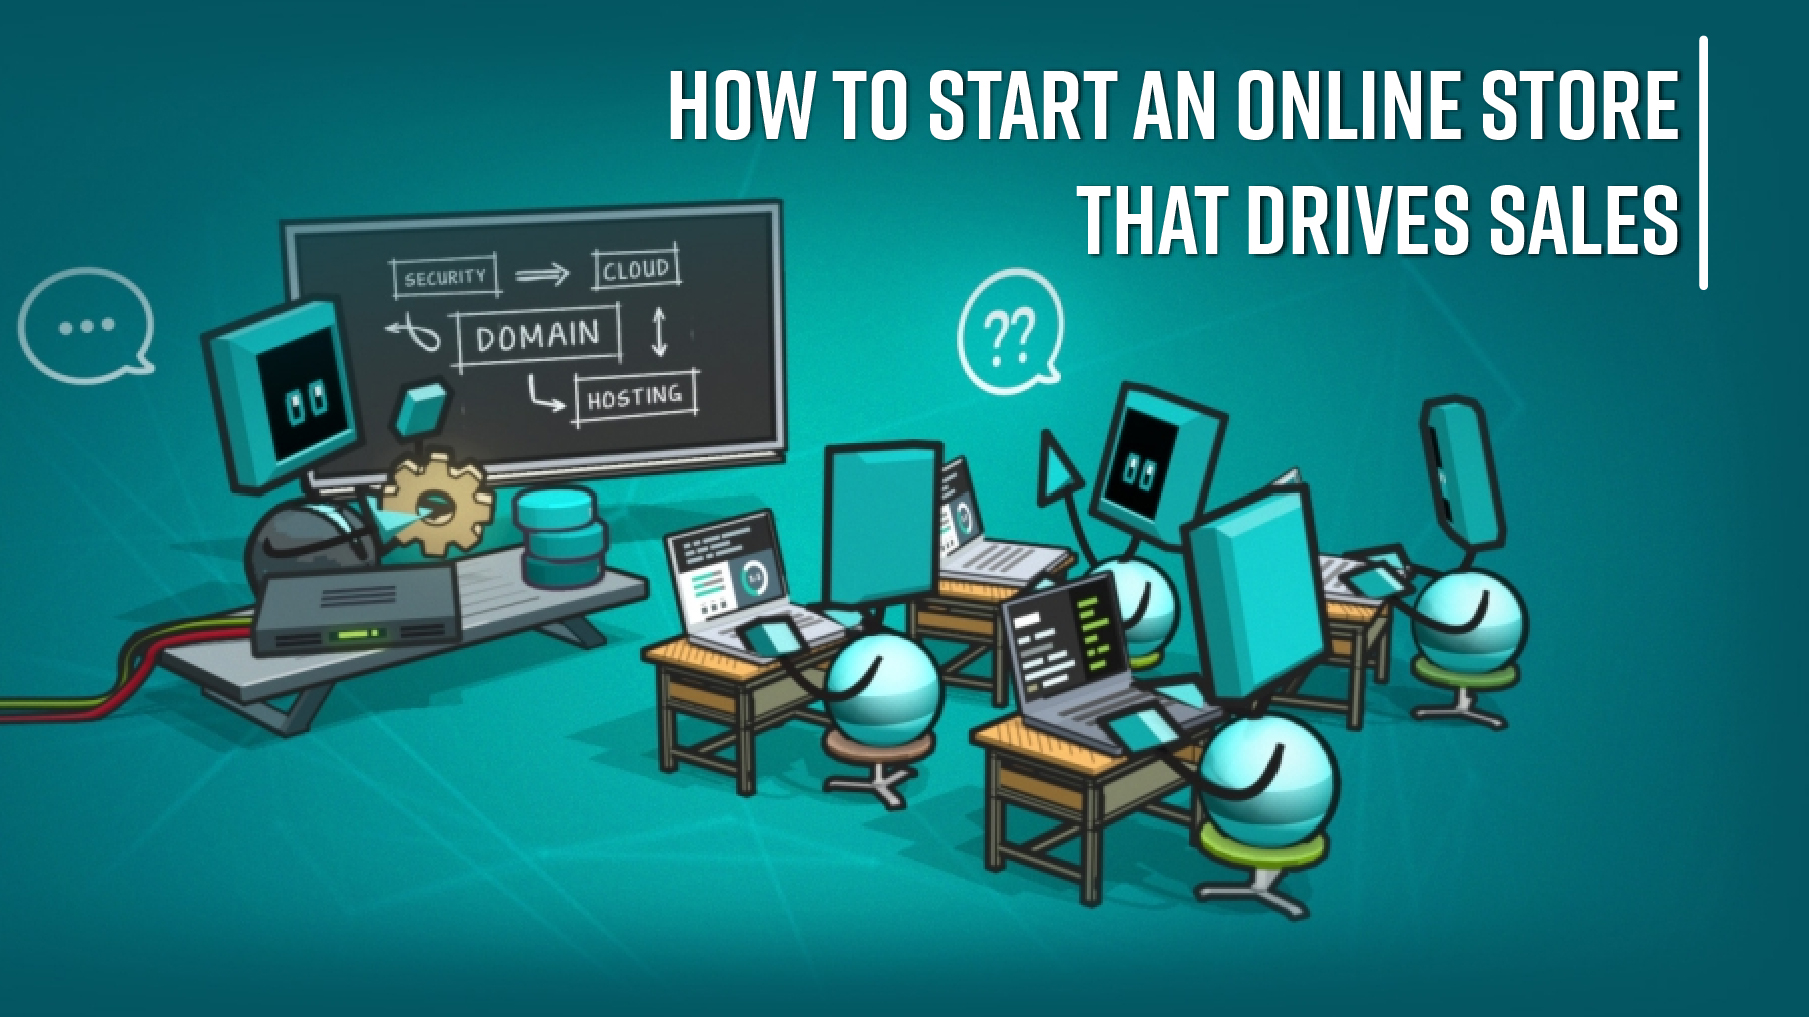 HOW TO START AN ONLINE STORE
THAT DRIVES SALES
SECURITY
CLOUD
DOMAIN
HOSTING
...
??